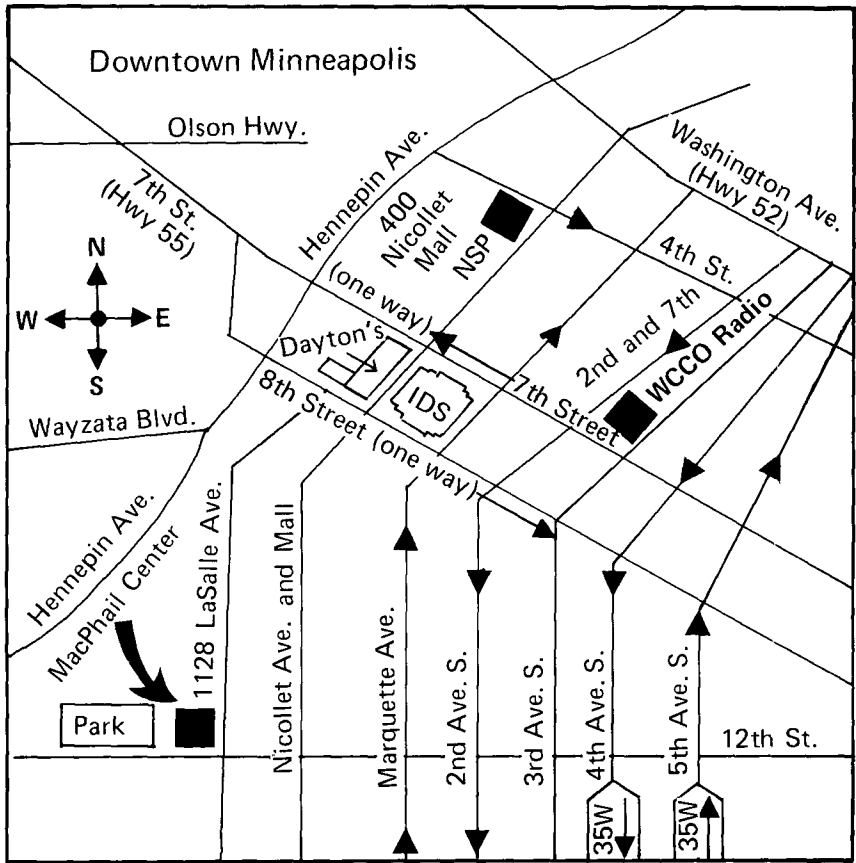 Downtown Minneapolis
Olson Hwy.
7th St.
(Hwy 55)
Hennepin Ave.
Washington Ave.
(Hwy 52)
400
Nicollet
Mall
NSP
4th St.
N
W
E
S
(one way)
Dayton's
IDS
7th Street
2nd and 7th
WCCO Radio
8th Street (one way)
Wayzata Blvd.
Hennepin Ave.
MacPhail Center
1128 LaSalle Ave.
Nicollet Ave. and Mall
Marquette Ave.
2nd Ave. S.
3rd Ave. S.
4th Ave. S.
5th Ave. S.
12th St.
Park
35W
35W